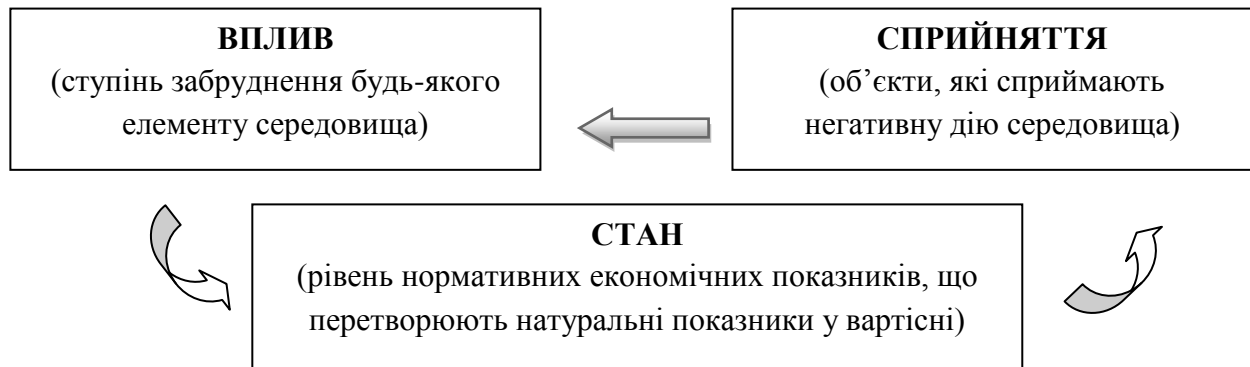 ВПЛИВ
(ступінь забруднення будь-якого
елементу середовища)
СПРИЙНЯТТЯ
(об’єкти, які сприймають
негативну дію середовища)
СТАН
(рівень нормативних економічних показників, що
перетворюють натуральні показники у вартісні)